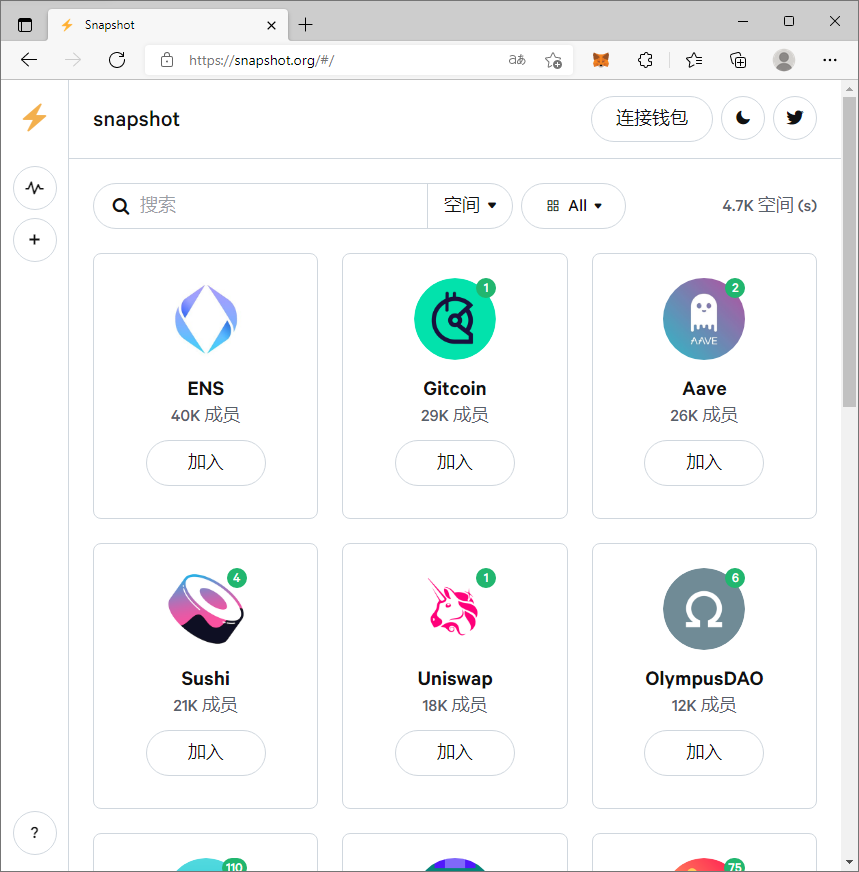 Snapshot
https://snapshot.org/#/
aあ
snapshot
连接钱包
搜索
空间
All
4.7K 空间 (s)
1
2
AAVE
ENS
Gitcoin
Aave
40K 成员
29K 成员
26K 成员
加入
加入
加入
4
1
6
Ω
Sushi
Uniswap
OlympusDAO
21K 成员
18K 成员
12K 成员
加入
加入
加入
?
110
75